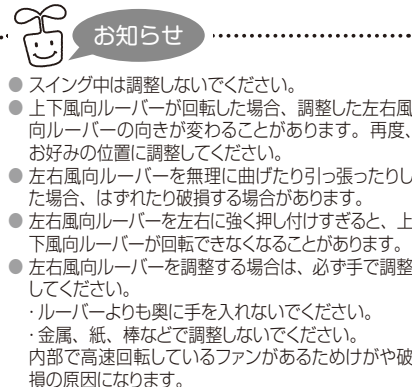 お知らせ
● スイング中は調整しないでください。
● 上下風向ルーバーが回転した場合、調整した左右風
向ルーバーの向きが変わることがあります。再度、
お好みの位置に調整してください。
● 左右風向ルーバーを無理に曲げたり引っ張ったりし
た場合、はずれたり破損する場合があります。
● 左右風向ルーバーを左右に強く押し付けすぎると、上
下風向ルーバーが回転できなくなることがあります。
● 左右風向ルーバーを調整する場合は、必ず手で調整
してください。
・ルーバーよりも奥に手を入れないでください。
・金属、紙、棒などで調整しないでください。
内部で高速回転しているファンがあるためけがや破
損の原因になります。